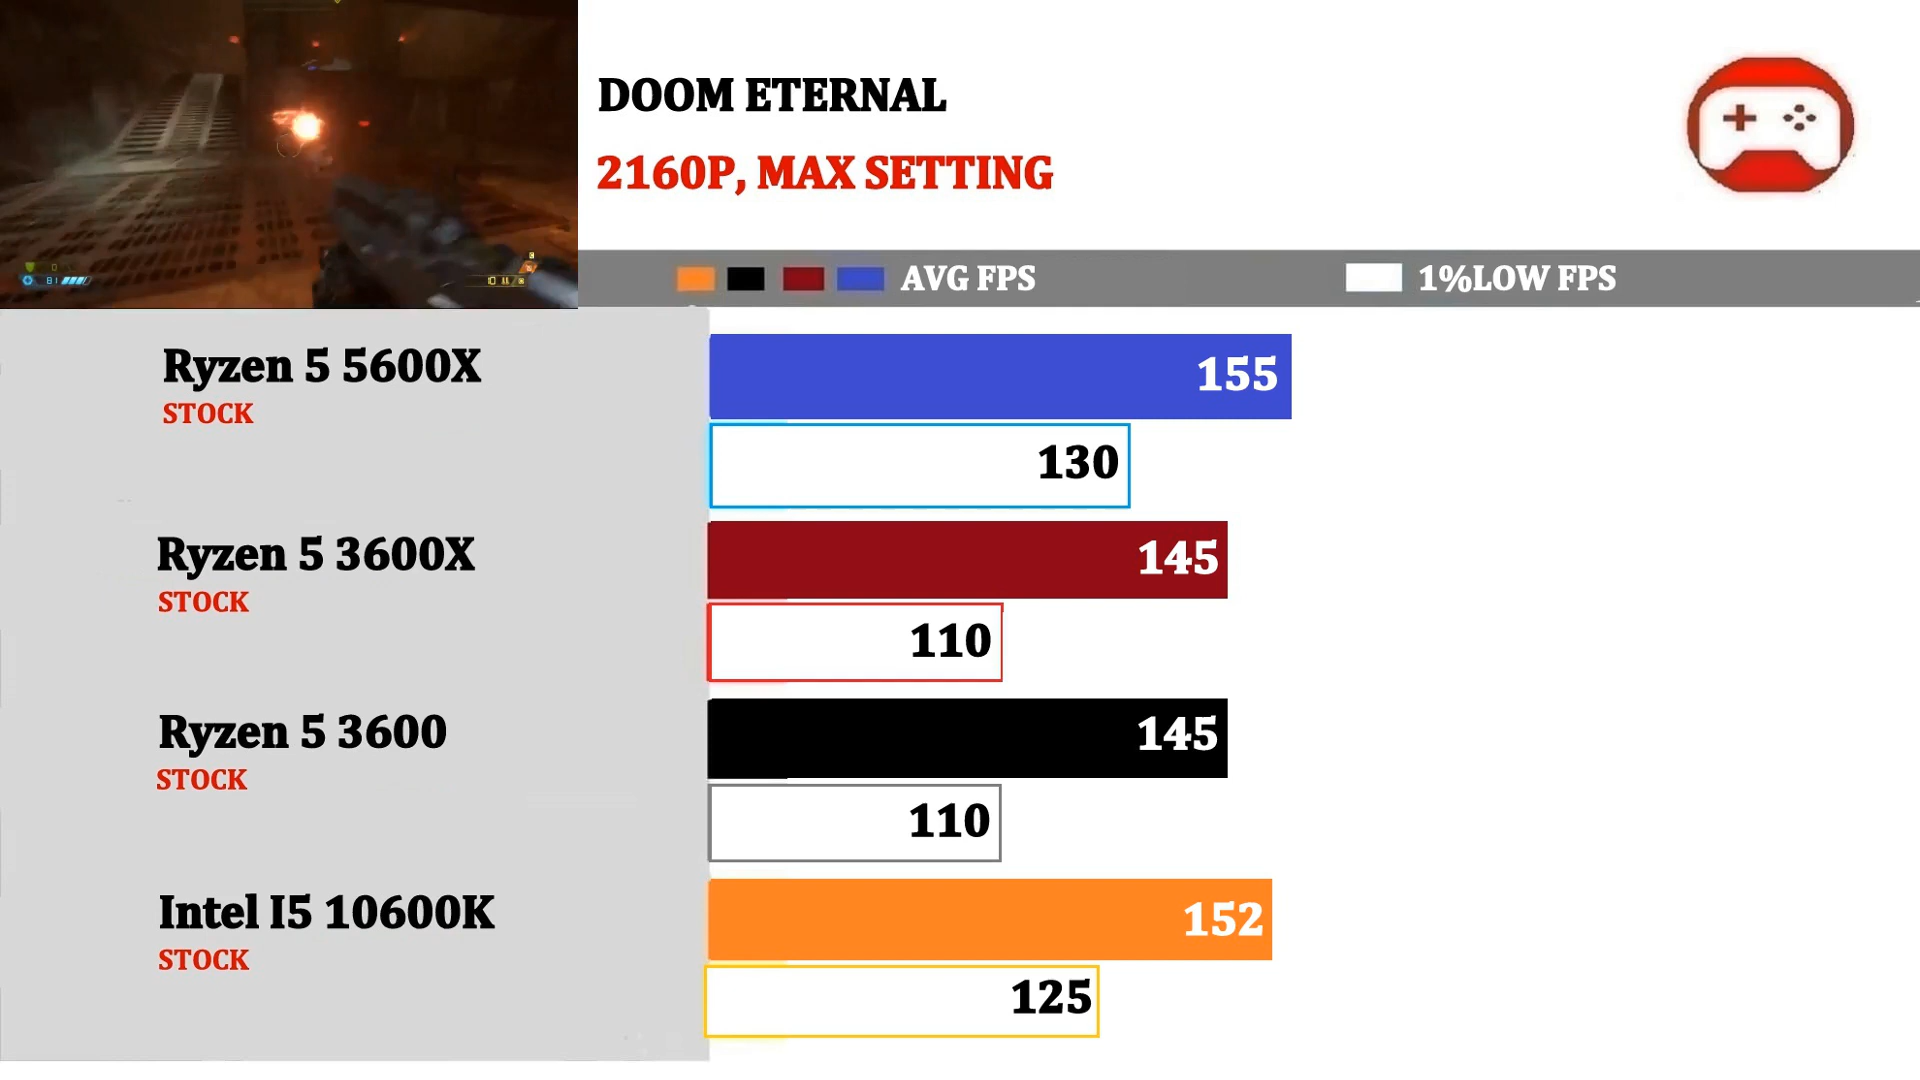 DOOM ETERNAL
2160P, MAX SETTING
AVG FPS
1%LOW FPS
Ryzen 5 5600X
STOCK
155
130
Ryzen 5 3600X
STOCK
145
110
Ryzen 5 3600
STOCK
145
110
Intel I5 10600K
STOCK
152
125